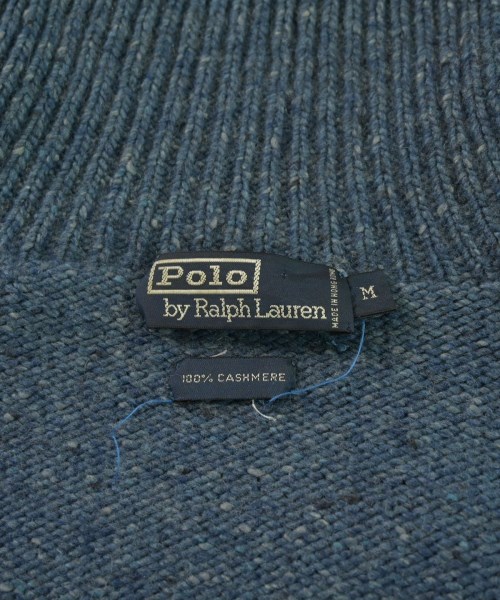 Polo
by Ralph Lauren
MADE IN HONG KONG
M
100% CASHMERE